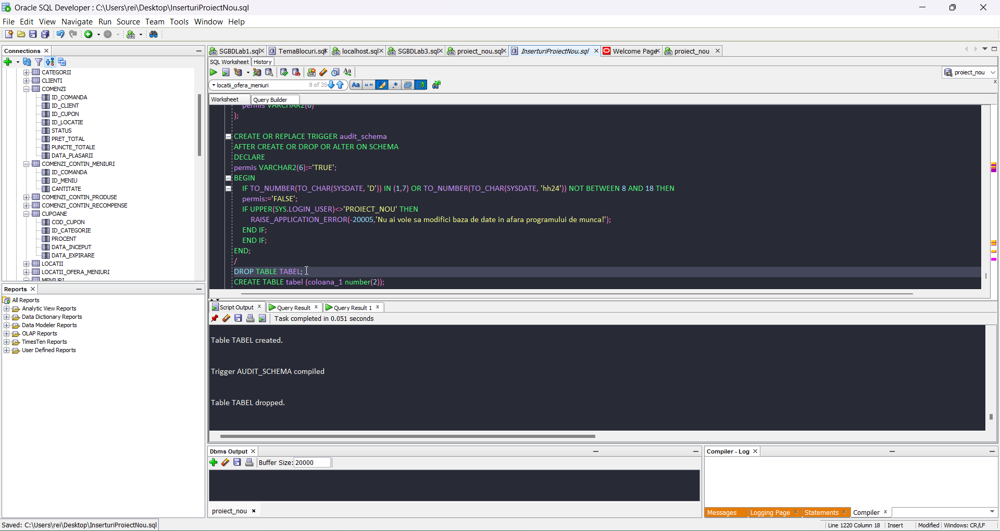 Oracle SQL Developer : C:\Users\rei\Desktop\InserturiProiectNou.sql
File Edit View Navigate Run Source Team Tools Window Help
Connections
CATEGORII
CLIENTI
COMENZI
ID_COMANDA
ID_CLIENT
ID_CUPON
ID_LOCATIE
STATUS
PRET_TOTAL
PUNCTE_TOTALE
DATA_PLASARII
COMENZI_CONTIN_MENIURI
ID_COMANDA
ID_MENIU
CANTITATE
COMENZI_CONTIN_PRODUSE
COMENZI_CONTIN_RECOMPENSE
CUPOANE
COD_CUPON
ID_CATEGORIE
PROCENT
DATA_INCEPUT
DATA_EXPIRARE
LOCATII
LOCATII_OFERA_MENIURI
MENIURI
Reports
All Reports
Analytic View Reports
Data Dictionary Reports
Data Modeler Reports
OLAP Reports
TimesTen Reports
User Defined Reports
SGBDLab1.sql TemaBlocuri.sql localhost.sql SGBDLab3.sql proiect_nou.sql InserturiProiectNou.sql Welcome Page proiect_nou
SQL Worksheet History
proiect_nou
locatii_ofera_meniuri 8 of 35 Aa " "
Worksheet Query Builder
permis VARCHAR2(6)
);
CREATE OR REPLACE TRIGGER audit_schema
AFTER CREATE OR DROP OR ALTER ON SCHEMA
DECLARE
permis VARCHAR2(6):='TRUE';
BEGIN
IF TO_NUMBER(TO_CHAR(SYSDATE, 'D')) IN (1,7) OR TO_NUMBER(TO_CHAR(SYSDATE, 'hh24')) NOT BETWEEN 8 AND 18 THEN
permis:='FALSE';
IF UPPER(SYS.LOGIN_USER)<>'PROIECT_NOU' THEN
RAISE_APPLICATION_ERROR(-20005,'Nu ai voie sa modifici baza de date in afara programului de munca!');
END IF;
END IF;
END;
/
DROP TABLE TABEL;
CREATE TABLE tabel (coloana_1 number(2));
Script Output Query Result Query Result 1
Task completed in 0.051 seconds
Table TABEL created.
Trigger AUDIT_SCHEMA compiled
Table TABEL dropped.
Dbms Output
Buffer Size: 20000
proiect_nou
Compiler - Log
Messages Logging Page Statements Compiler
Saved: C:\Users\rei\Desktop\InserturiProiectNou.sql
Line 1220 Column 18 Insert Modified Windows: CR/LF